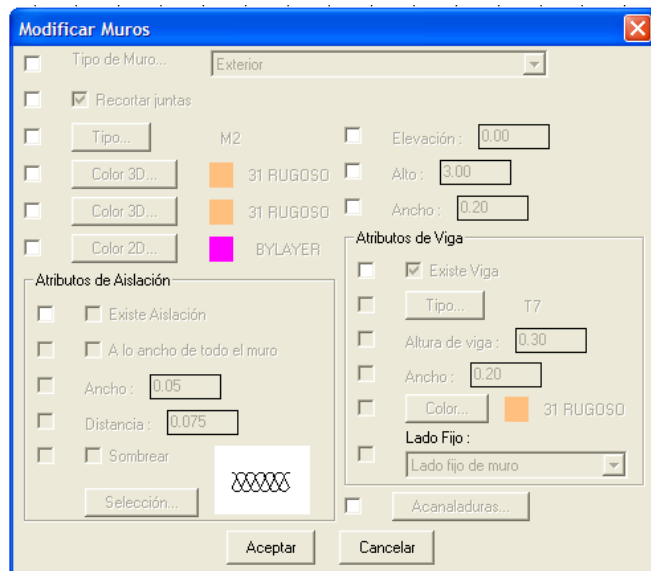 Modificar Muros
Tipo de Muro... Exterior
Recortar juntas
Tipo... M2
Color 3D... 31 RUGOSO
Color 3D... 31 RUGOSO
Color 2D... BYLAYER
Elevación : 0.00
Alto : 3.00
Ancho : 0.20
Atributos de Aislación
Existe Aislación
A lo ancho de todo el muro
Ancho : 0.05
Distancia : 0.075
Sombrear
Selección...
Atributos de Viga
Existe Viga
Tipo... T7
Altura de viga : 0.30
Ancho : 0.20
Color... 31 RUGOSO
Lado Fijo :
Lado fijo de muro
Acanaladuras...
Aceptar Cancelar